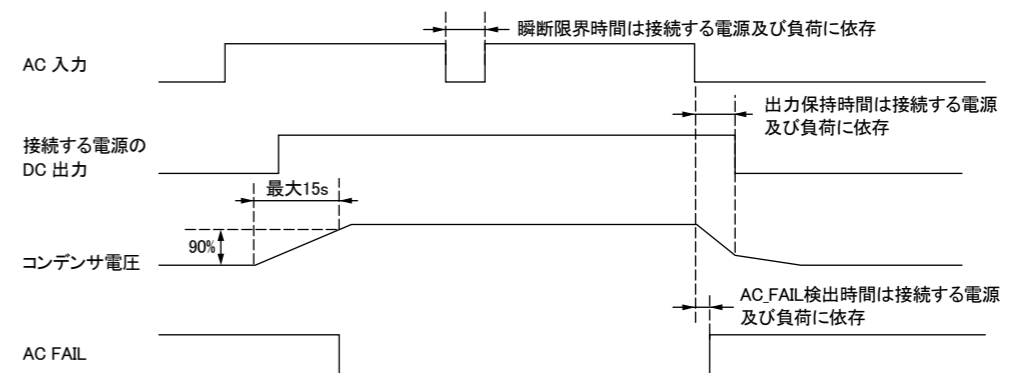 瞬断限界時間は接続する電源及び負荷に依存
AC 入力
出力保持時間は接続する電源
及び負荷に依存
接続する電源の
DC 出力
最大15s
90%
コンデンサ電圧
AC_FAIL検出時間は接続する電源
及び負荷に依存
AC FAIL